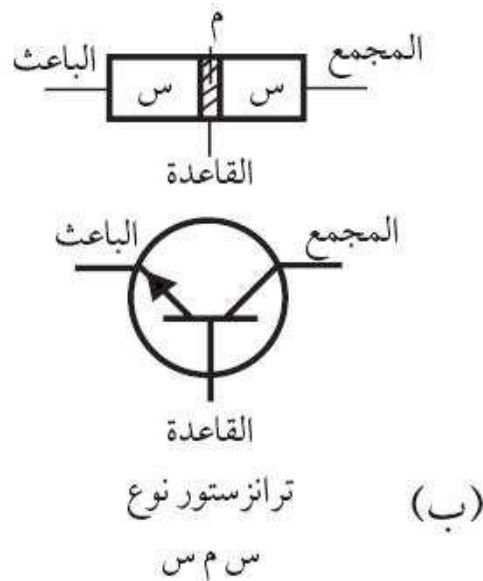 م
المجمع الباعث
س س
القاعدة
المجمع الباعث
القاعدة
ترانزستور نوع
(ب)
س م س